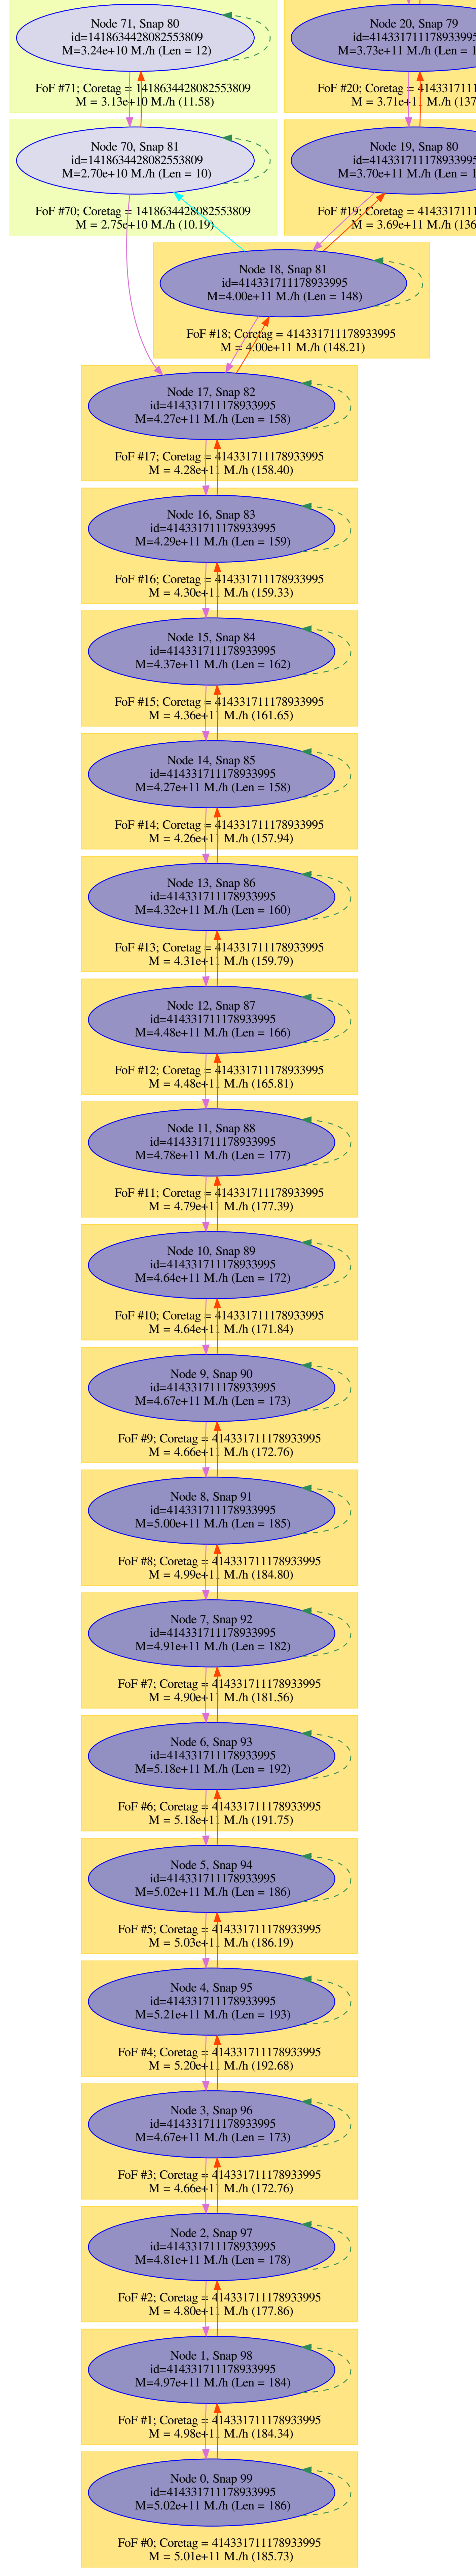 Node 71, Snap 80
id=1418634428082553809
M=3.24e+10 M./h (Len = 12)
FoF #71; Coretag = 1418634428082553809
M = 3.13e+10 M./h (11.58)
Node 20, Snap 79
id=414331711178933995
M=3.73e+11 M./h (Len = 1
FoF #20; Coretag = 4143317111
M = 3.71e+11 M./h (137
Node 70, Snap 81
id=1418634428082553809
M=2.70e+10 M./h (Len = 10)
FoF #70; Coretag = 1418634428082553809
M = 2.75e+10 M./h (10.19)
Node 19, Snap 80
id=414331711178933995
M=3.70e+11 M./h (Len = 1
FoF #19; Coretag = 4143317111
M = 3.69e+11 M./h (136
Node 18, Snap 81
id=414331711178933995
M=4.00e+11 M./h (Len = 148)
FoF #18; Coretag = 414331711178933995
M = 4.00e+11 M./h (148.21)
Node 17, Snap 82
id=414331711178933995
M=4.27e+11 M./h (Len = 158)
FoF #17; Coretag = 414331711178933995
M = 4.28e+11 M./h (158.40)
Node 16, Snap 83
id=414331711178933995
M=4.29e+11 M./h (Len = 159)
FoF #16; Coretag = 414331711178933995
M = 4.30e+11 M./h (159.33)
Node 15, Snap 84
id=414331711178933995
M=4.37e+11 M./h (Len = 162)
FoF #15; Coretag = 414331711178933995
M = 4.36e+11 M./h (161.65)
Node 14, Snap 85
id=414331711178933995
M=4.27e+11 M./h (Len = 158)
FoF #14; Coretag = 414331711178933995
M = 4.26e+11 M./h (157.94)
Node 13, Snap 86
id=414331711178933995
M=4.32e+11 M./h (Len = 160)
FoF #13; Coretag = 414331711178933995
M = 4.31e+11 M./h (159.79)
Node 12, Snap 87
id=414331711178933995
M=4.48e+11 M./h (Len = 166)
FoF #12; Coretag = 414331711178933995
M = 4.48e+11 M./h (165.81)
Node 11, Snap 88
id=414331711178933995
M=4.78e+11 M./h (Len = 177)
FoF #11; Coretag = 414331711178933995
M = 4.79e+11 M./h (177.39)
Node 10, Snap 89
id=414331711178933995
M=4.64e+11 M./h (Len = 172)
FoF #10; Coretag = 414331711178933995
M = 4.64e+11 M./h (171.84)
Node 9, Snap 90
id=414331711178933995
M=4.67e+11 M./h (Len = 173)
FoF #9; Coretag = 414331711178933995
M = 4.66e+11 M./h (172.76)
Node 8, Snap 91
id=414331711178933995
M=5.00e+11 M./h (Len = 185)
FoF #8; Coretag = 414331711178933995
M = 4.99e+11 M./h (184.80)
Node 7, Snap 92
id=414331711178933995
M=4.91e+11 M./h (Len = 182)
FoF #7; Coretag = 414331711178933995
M = 4.90e+11 M./h (181.56)
Node 6, Snap 93
id=414331711178933995
M=5.18e+11 M./h (Len = 192)
FoF #6; Coretag = 414331711178933995
M = 5.18e+11 M./h (191.75)
Node 5, Snap 94
id=414331711178933995
M=5.02e+11 M./h (Len = 186)
FoF #5; Coretag = 414331711178933995
M = 5.03e+11 M./h (186.19)
Node 4, Snap 95
id=414331711178933995
M=5.21e+11 M./h (Len = 193)
FoF #4; Coretag = 414331711178933995
M = 5.20e+11 M./h (192.68)
Node 3, Snap 96
id=414331711178933995
M=4.67e+11 M./h (Len = 173)
FoF #3; Coretag = 414331711178933995
M = 4.66e+11 M./h (172.76)
Node 2, Snap 97
id=414331711178933995
M=4.81e+11 M./h (Len = 178)
FoF #2; Coretag = 414331711178933995
M = 4.80e+11 M./h (177.86)
Node 1, Snap 98
id=414331711178933995
M=4.97e+11 M./h (Len = 184)
FoF #1; Coretag = 414331711178933995
M = 4.98e+11 M./h (184.34)
Node 0, Snap 99
id=414331711178933995
M=5.02e+11 M./h (Len = 186)
FoF #0; Coretag = 414331711178933995
M = 5.01e+11 M./h (185.73)